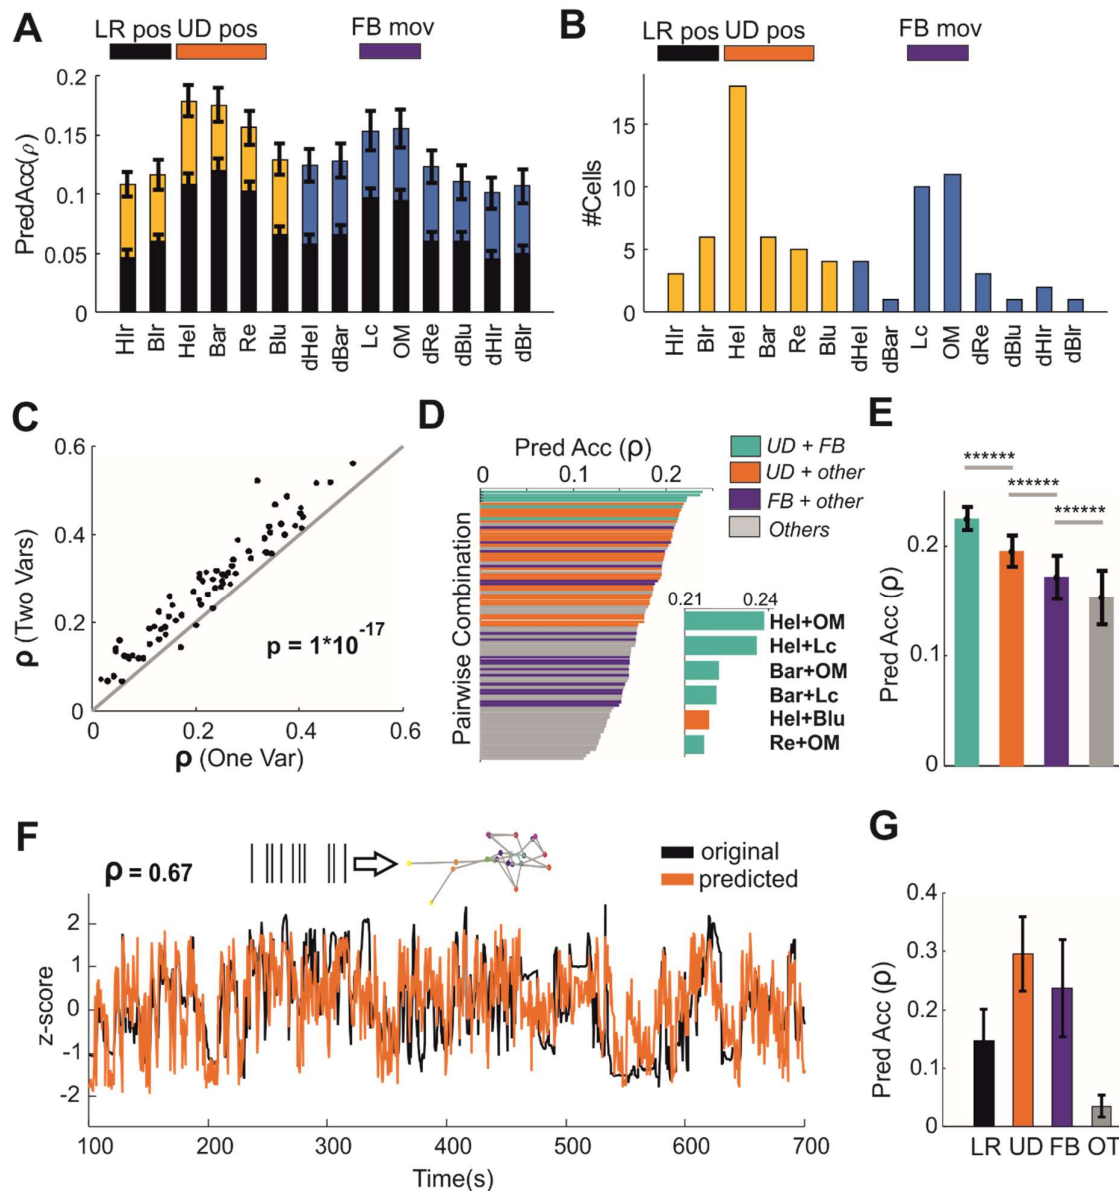 A
LR pos UD pos FB mov
PredAcc(ρ)
0.2
0.15
0.1
0.05
0
Hlr Blr Hel Bar Re Blu dHel dBar Lc OM dRe dBlu dHlr dBlr
B
LR pos UD pos FB mov
#Cells
15
10
5
0
Hlr Blr Hel Bar Re Blu dHel dBar Lc OM dRe dBlu dHlr dBlr
C
ρ (Two Vars)
0.6
0.4
0.2
0
p = 1*10⁻¹⁷
0 0.2 0.4 0.6
ρ (One Var)
D
Pred Acc (ρ)
0 0.1 0.2
Pairwise Combination
UD + FB
UD + other
FB + other
Others
0.21 0.24
Hel+OM
Hel+Lc
Bar+OM
Bar+Lc
Hel+Blu
Re+OM
E
******
******
******
Pred Acc (ρ)
0.2
0
F
ρ = 0.67
original
predicted
z-score
2
1
0
-1
-2
100 200 300 400 500 600 700
Time(s)
G
Pred Acc (ρ)
0.4
0.3
0.2
0.1
0
LR UD FB OT